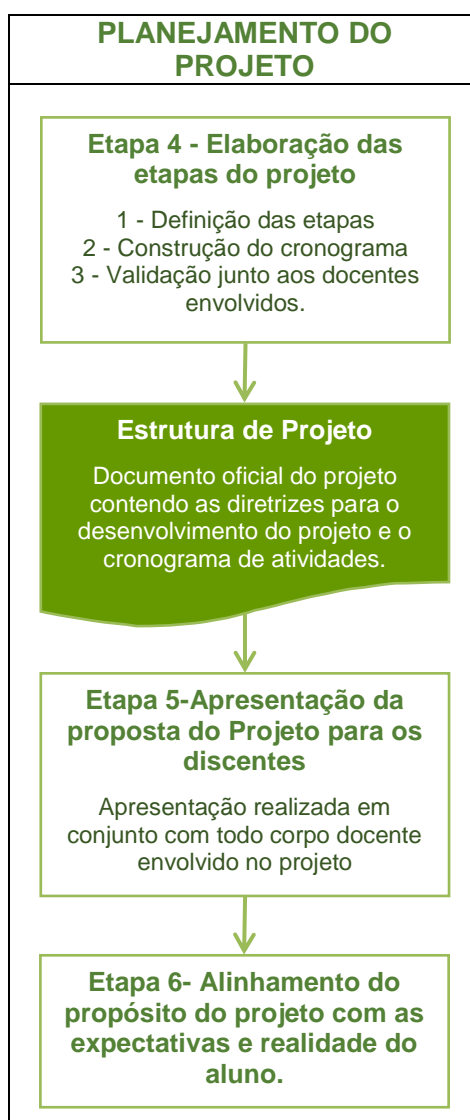 PLANEJAMENTO DO
PROJETO
Etapa 4 - Elaboração das
etapas do projeto
1 - Definição das etapas
2 - Construção do cronograma
3 - Validação junto aos docentes
envolvidos.
Estrutura de Projeto
Documento oficial do projeto
contendo as diretrizes para o
desenvolvimento do projeto e o
cronograma de atividades.
Etapa 5-Apresentação da
proposta do Projeto para os
discentes
Apresentação realizada em
conjunto com todo corpo docente
envolvido no projeto
Etapa 6- Alinhamento do
propósito do projeto com as
expectativas e realidade do
aluno.